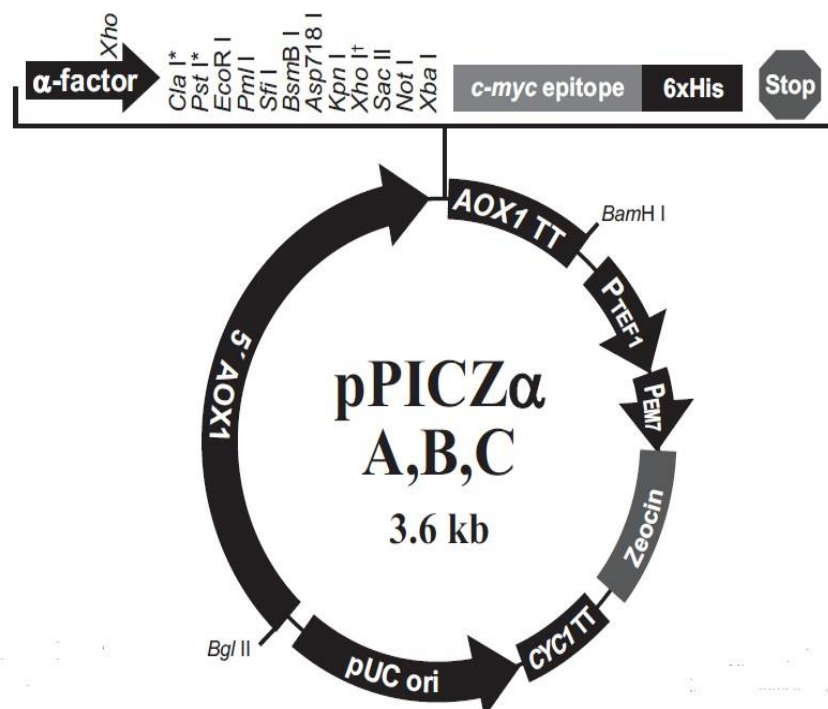 Xho
α-factor
Cla I*
Pst I*
EcoR I
Pml I
Sfi I
BsmB I
Asp718 I
Kpn I
Xho I†
Sac II
Not I
Xba I
c-myc epitope
6xHis
Stop
AOX1 TT
BamH I
PTEF1
PEM7
Zeocin
CYC1 TT
pUC ori
Bgl II
5´ AOX1
pPICZα
A,B,C
3.6 kb